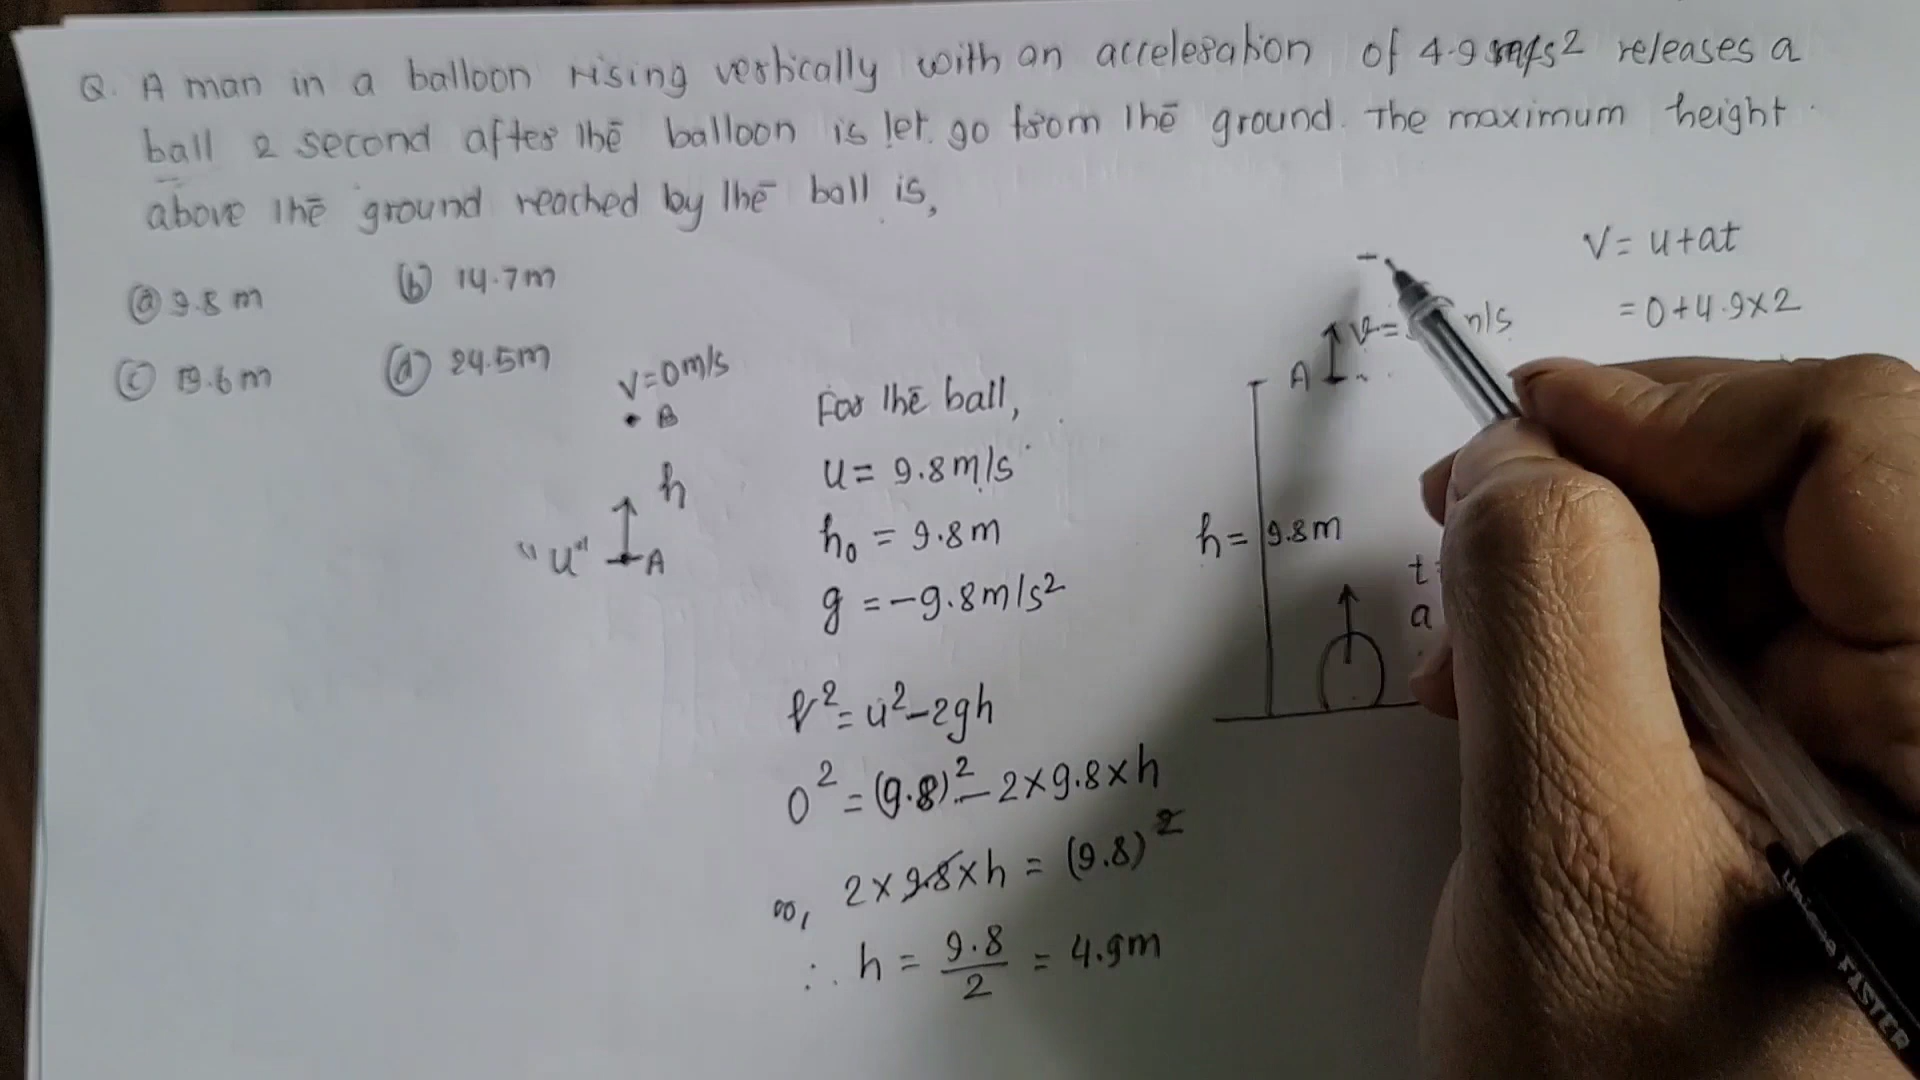 Q. A man in a balloon rising vertically with an acceleration of 4.9 m/s2 releases a
ball 2 second after the balloon is let go from the ground. The maximum height
above the ground reached by the ball is,
(a) 9.8 m
(b) 14.7m
(c) 19.6m
(d) 24.5m
V=0m/s
B
h
"u"
A
For the ball,
u = 9.8m/s
h₀ = 9.8m
g = -9.8m/s²
v² = u²-2gh
0² = (9.8)² - 2×9.8×h
or, 2×9.8×h = (9.8)²
∴ h = 9.8/2 = 4.9m
V= u+at
= 0+4.9×2
A
h = 9.8m
t
a
Linc FASTER